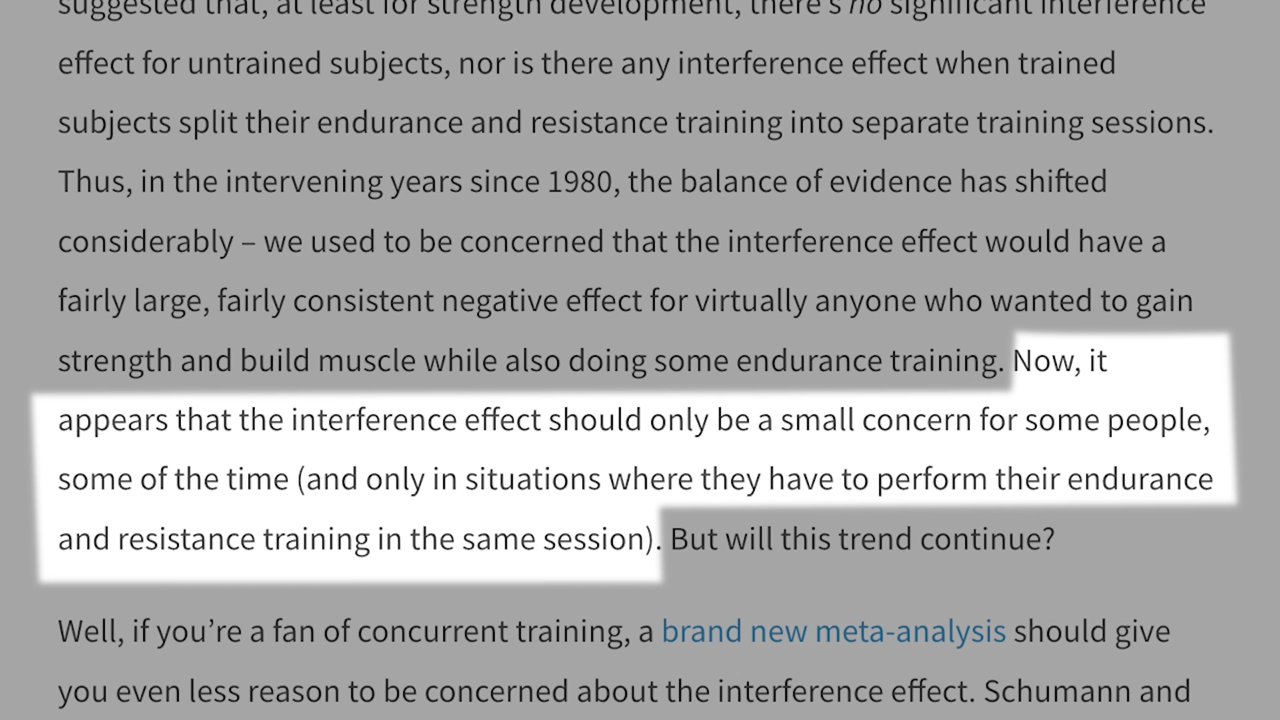 suggested that, at least for strength development, there's no significant interference
effect for untrained subjects, nor is there any interference effect when trained
subjects split their endurance and resistance training into separate training sessions.
Thus, in the intervening years since 1980, the balance of evidence has shifted
considerably – we used to be concerned that the interference effect would have a
fairly large, fairly consistent negative effect for virtually anyone who wanted to gain
strength and build muscle while also doing some endurance training. Now, it
appears that the interference effect should only be a small concern for some people,
some of the time (and only in situations where they have to perform their endurance
and resistance training in the same session). But will this trend continue?
Well, if you’re a fan of concurrent training, a brand new meta-analysis should give
you even less reason to be concerned about the interference effect. Schumann and